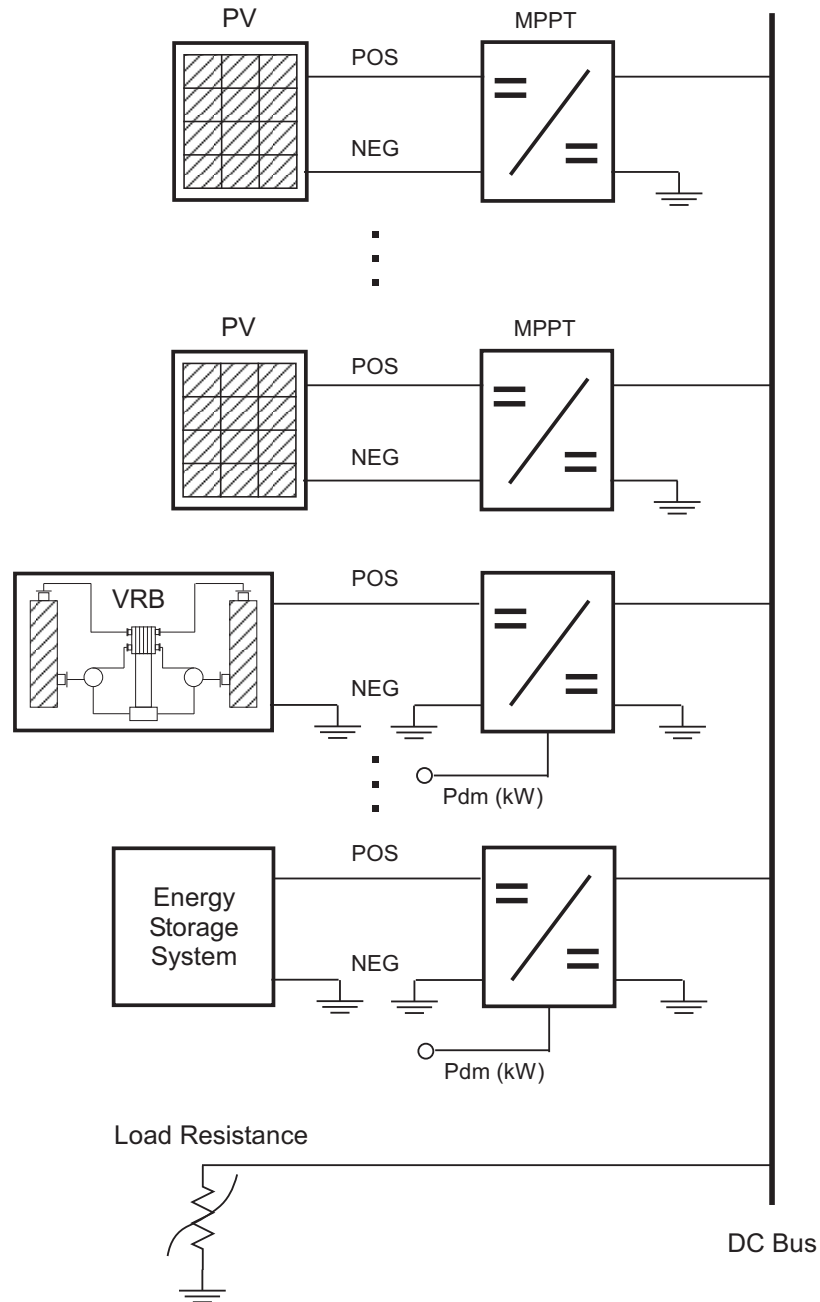 PV
MPPT
POS
NEG
PV
MPPT
POS
NEG
VRB
POS
NEG
Pdm (kW)
POS
Energy
Storage
System
NEG
Pdm (kW)
Load Resistance
DC Bus